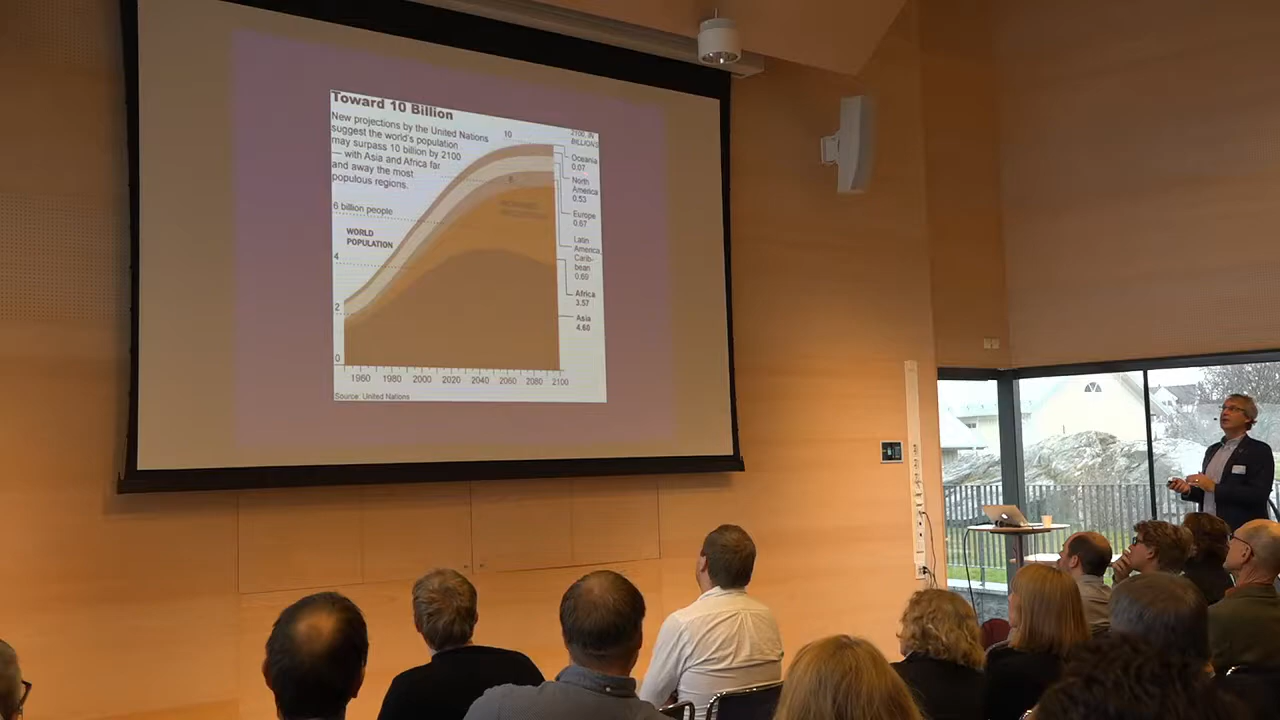 Toward 10 Billion
New projections by the United Nations
suggest the world's population
may surpass 10 billion by 2100
— with Asia and Africa far
and away the most
populous regions.
10
2100, IN
BILLIONS
Oceania
0.07
North
America
0.53
8
6 billion people
Europe
0.67
WORLD
POPULATION
Latin
America,
Carib-
bean
0.69
4
Africa
3.57
2
Asia
4.60
0
1960 1980 2000 2020 2040 2060 2080 2100
Source: United Nations